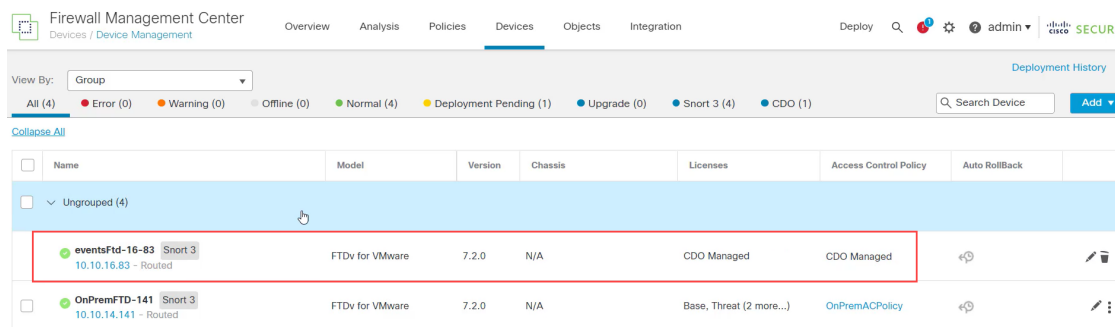 Firewall Management Center
Devices / Device Management
Overview
Analysis
Policies
Devices
Objects
Integration
Deploy
1
admin
cisco SECUR
Deployment History
View By:
Group
All (4)
Error (0)
Warning (0)
Offline (0)
Normal (4)
Deployment Pending (1)
Upgrade (0)
Snort 3 (4)
CDO (1)
Search Device
Add
Collapse All
Name
Model
Version
Chassis
Licenses
Access Control Policy
Auto RollBack
Ungrouped (4)
eventsFtd-16-83 Snort 3
10.10.16.83 - Routed
FTDv for VMware
7.2.0
N/A
CDO Managed
CDO Managed
OnPremFTD-141 Snort 3
10.10.14.141 - Routed
FTDv for VMware
7.2.0
N/A
Base, Threat (2 more...)
OnPremACPolicy